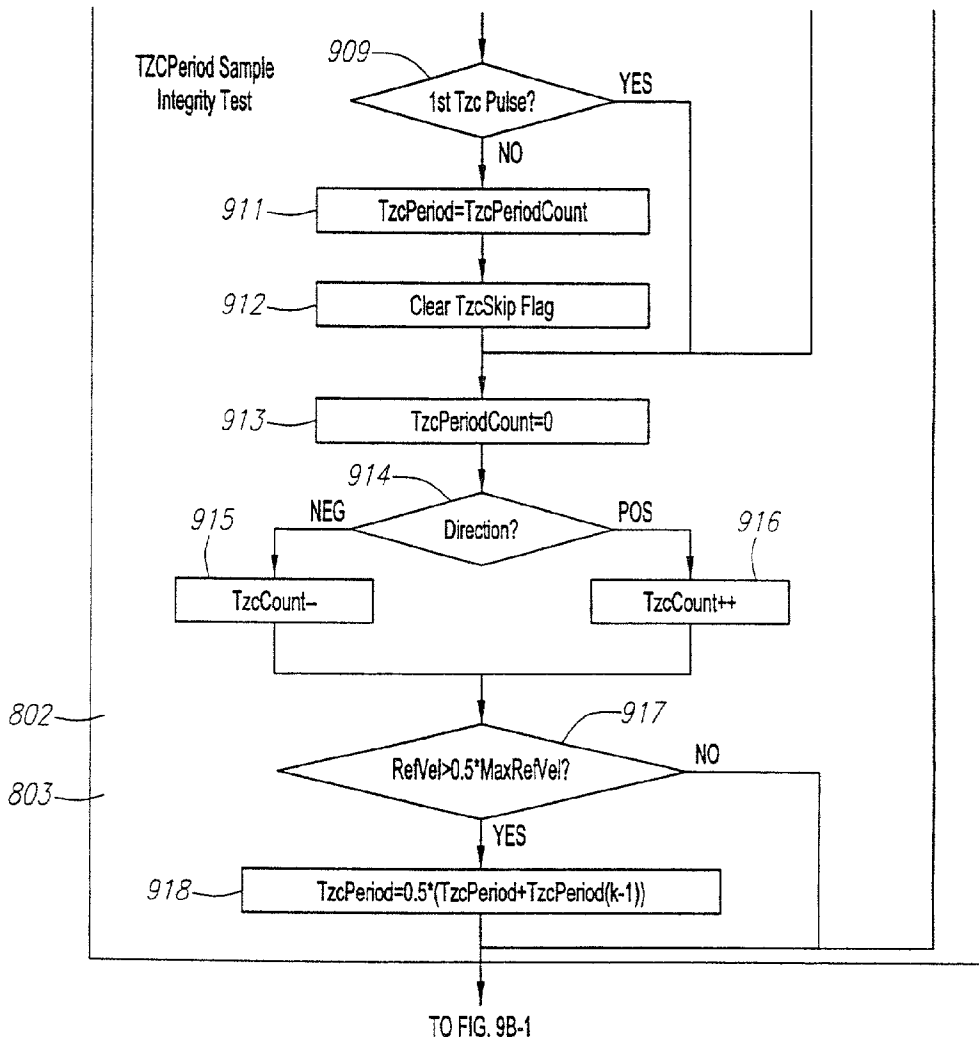 909
TZCPeriod Sample
Integrity Test
1st Tzc Pulse?
YES
NO
911
TzcPeriod=TzcPeriodCount
912
Clear TzcSkip Flag
913
TzcPeriodCount=0
914
NEG
Direction?
POS
915
916
TzcCount–
TzcCount++
802
917
RefVel>0.5*MaxRefVel?
NO
803
YES
918
TzcPeriod=0.5*(TzcPeriod+TzcPeriod(k-1))
TO FIG. 9B-1